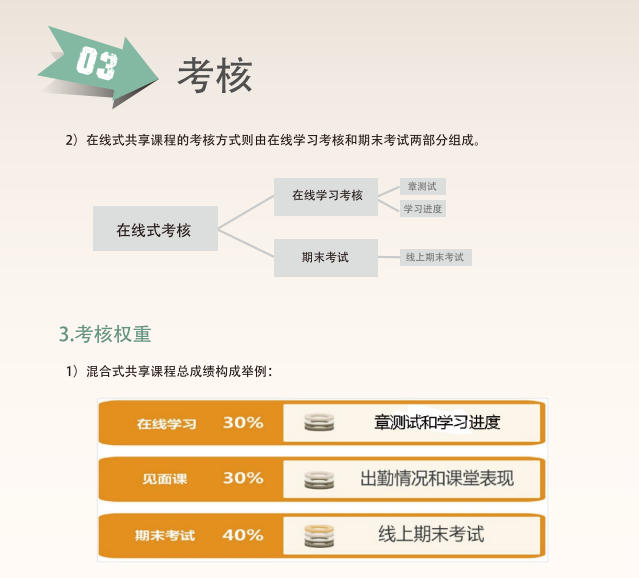 03
考核
2）在线式共享课程的考核方式则由在线学习考核和期末考试两部分组成。
在线式考核
在线学习考核
章测试
学习进度
期末考试
线上期末考试
3.考核权重
1）混合式共享课程总成绩构成举例：
在线学习 30% 章测试和学习进度
见面课 30% 出勤情况和课堂表现
期末考试 40% 线上期末考试